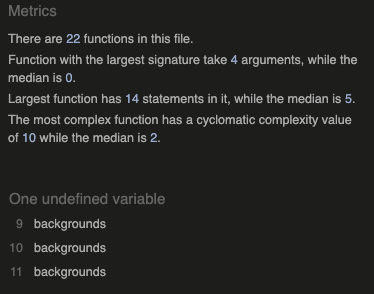 Metrics
There are 22 functions in this file.
Function with the largest signature take 4 arguments, while the
median is 0.
Largest function has 14 statements in it, while the median is 5.
The most complex function has a cyclomatic complexity value
of 10 while the median is 2.
One undefined variable
9 backgrounds
10 backgrounds
11 backgrounds